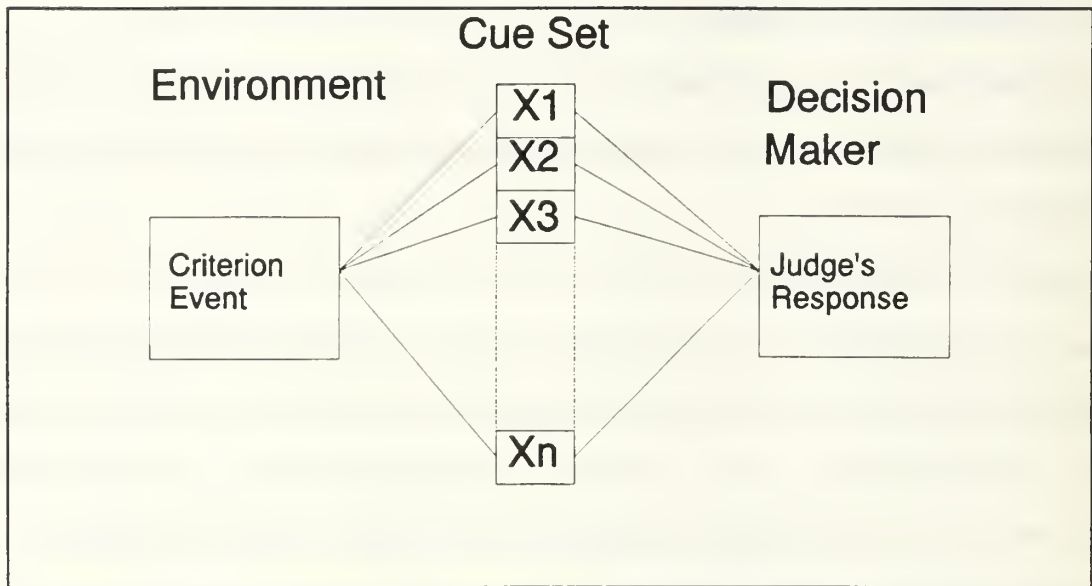 Cue Set
Environment
Decision
Maker
X1
X2
X3
Criterion
Event
Judge's
Response
Xn